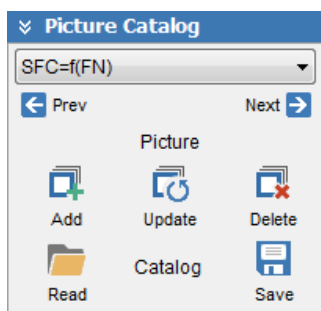 Picture Catalog
SFC=f(FN)
Prev Next
Picture
Add Update Delete
Catalog
Read Save